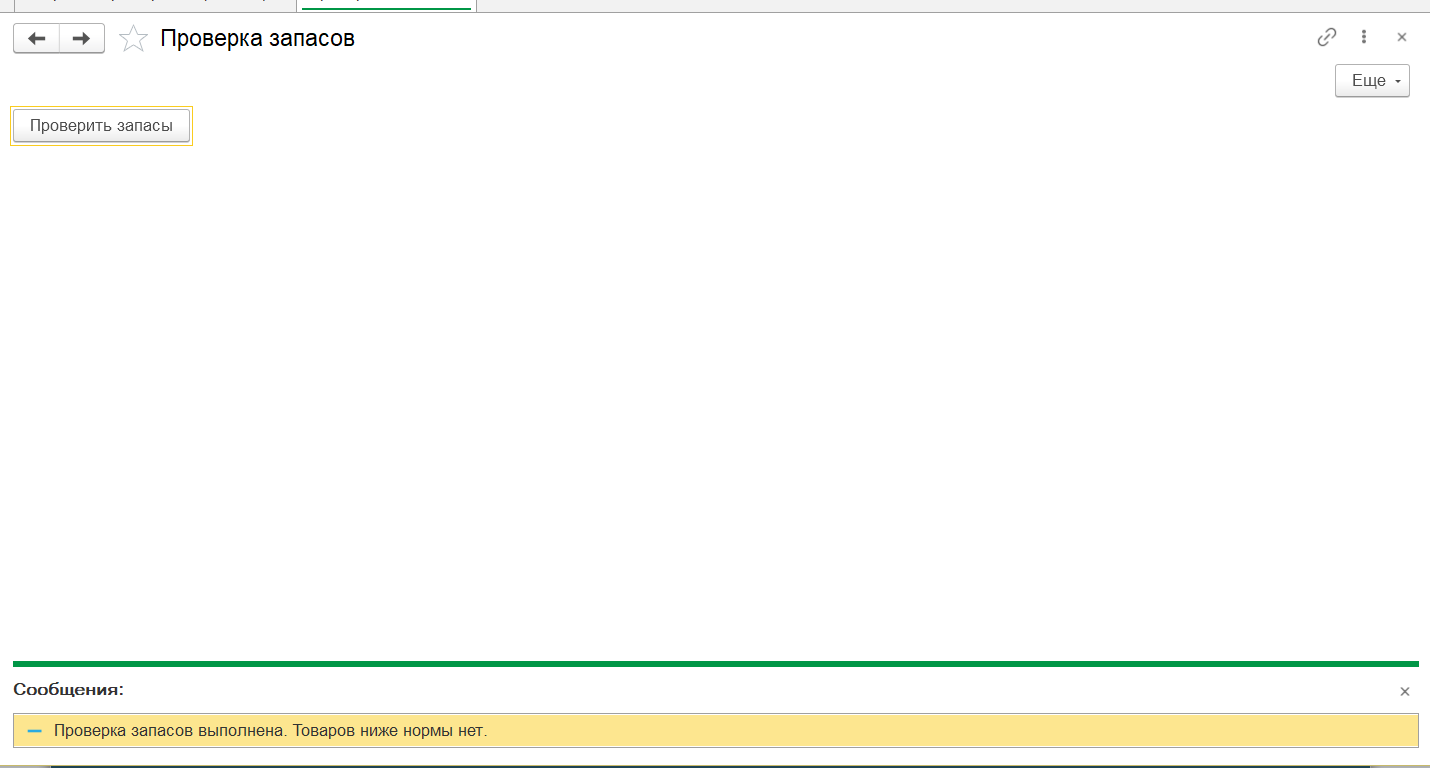 Проверка запасов
Еще
Проверить запасы
Сообщения:
Проверка запасов выполнена. Товаров ниже нормы нет.